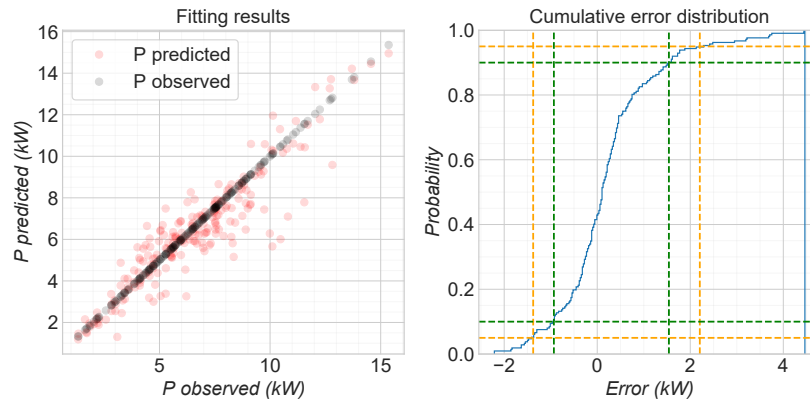 Fitting results
P predicted
P observed
P predicted (kW)
16
14
12
10
8
6
4
2
5
10
15
P observed (kW)
Cumulative error distribution
Probability
1.0
0.8
0.6
0.4
0.2
0.0
−2
0
2
4
Error (kW)